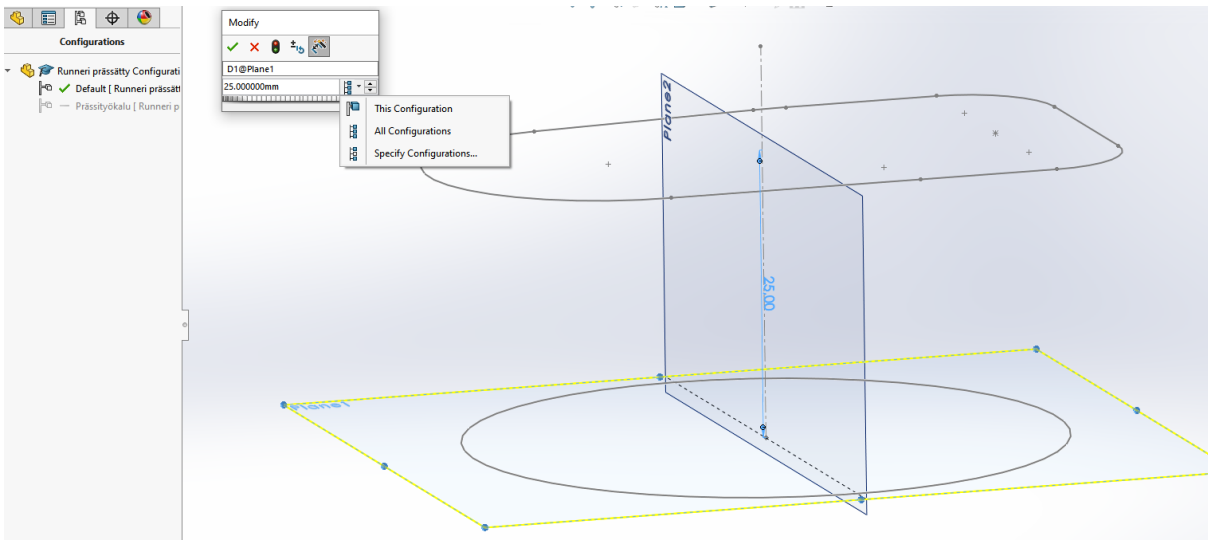 Configurations
Runneri prässätty Configurati
Default [ Runneri prässätt
Prässityökalu [ Runneri p
Modify
D1@Plane1
25.000000mm
This Configuration
All Configurations
Specify Configurations...
Plane2
25.00
Plane1